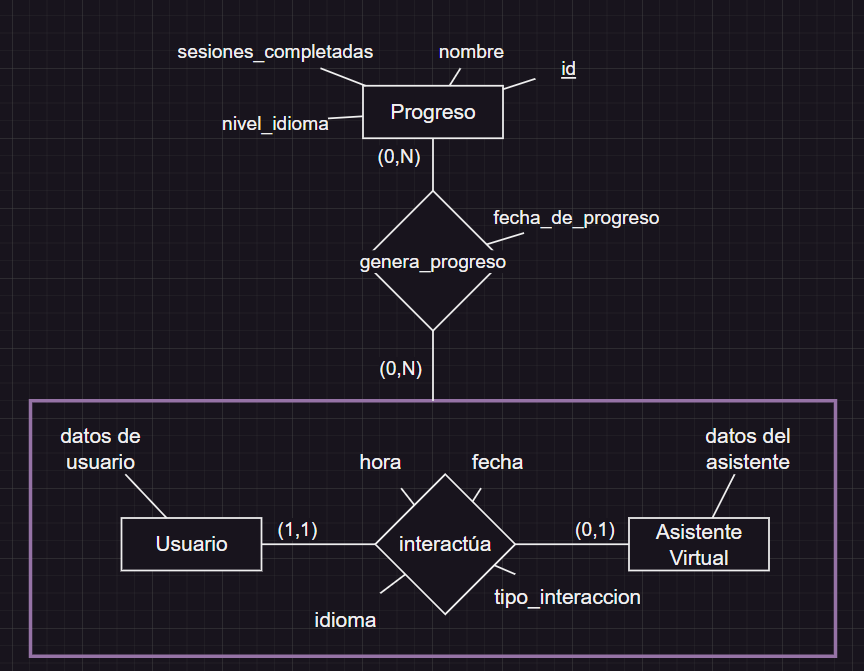 sesiones_completadas
nombre
id
Progreso
nivel_idioma
(0,N)
fecha_de_progreso
genera_progreso
(0,N)
datos de
usuario
hora
fecha
datos del
asistente
Usuario
(1,1)
interactúa
(0,1)
Asistente
Virtual
idioma
tipo_interaccion